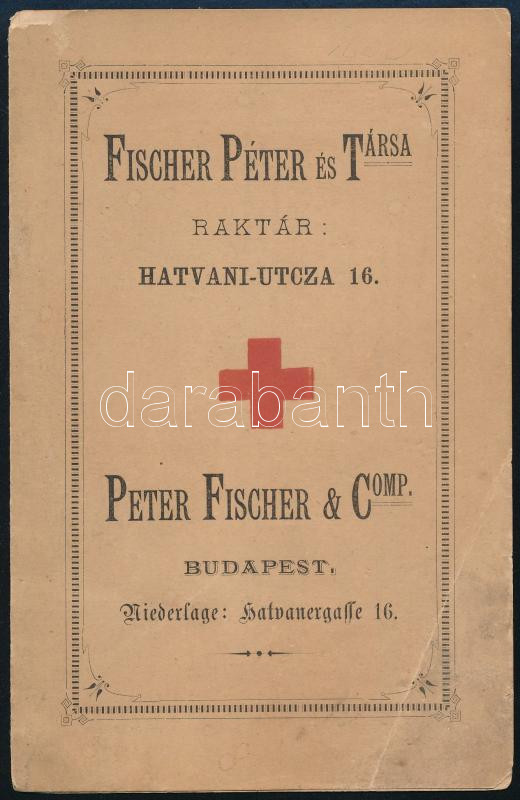 FISCHER PÉTER ÉS TÁRSA
RAKTÁR:
HATVANI-UTCZA 16.
darabanth
PETER FISCHER & COMP.
BUDAPEST.
Niederlage: Hatvanergasse 16.